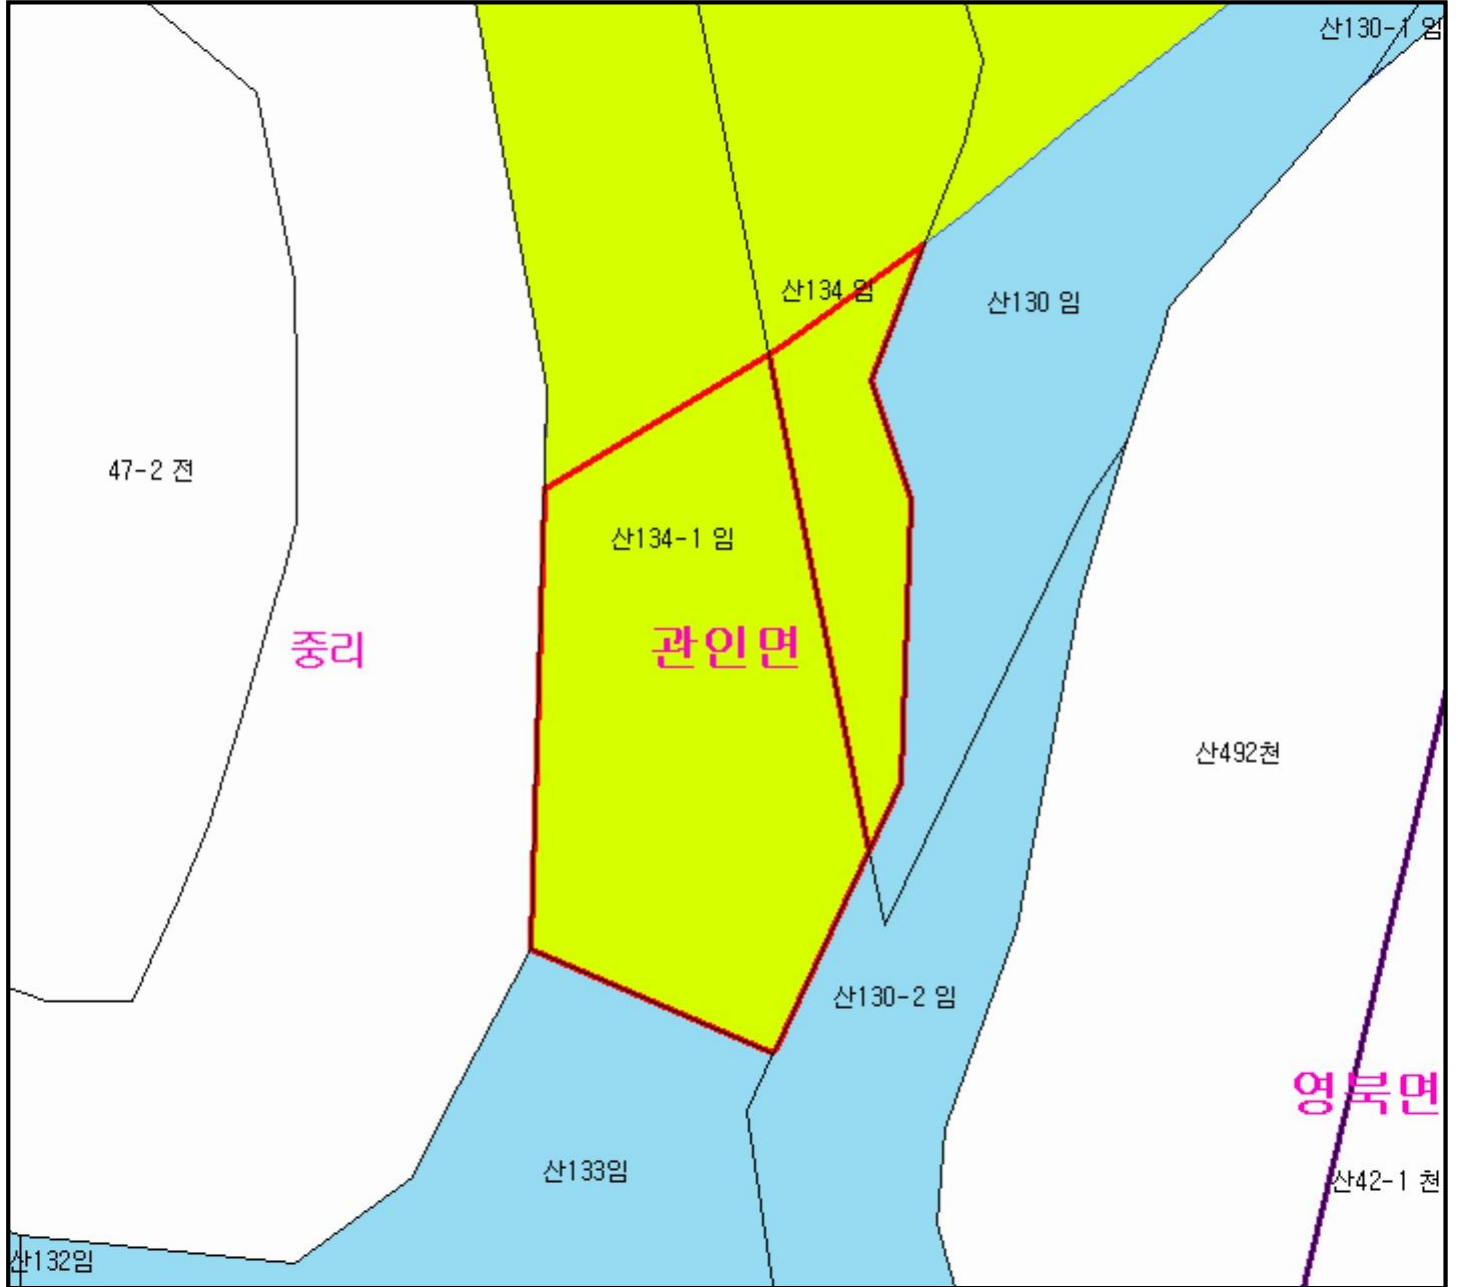 산130-1 임
산134 임
산130 임
47-2 전
산134-1 임
중리
관인면
산492천
산130-2 임
영북면
산133임
산42-1 천
산132임